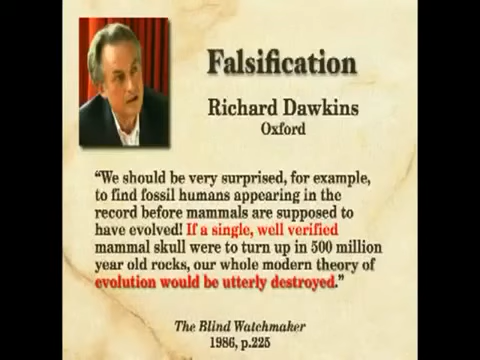 Falsification
Richard Dawkins
Oxford
“We should be very surprised, for example,
to find fossil humans appearing in the
record before mammals are supposed to
have evolved! If a single, well verified
mammal skull were to turn up in 500 million
year old rocks, our whole modern theory of
evolution would be utterly destroyed.”
The Blind Watchmaker
1986, p.225